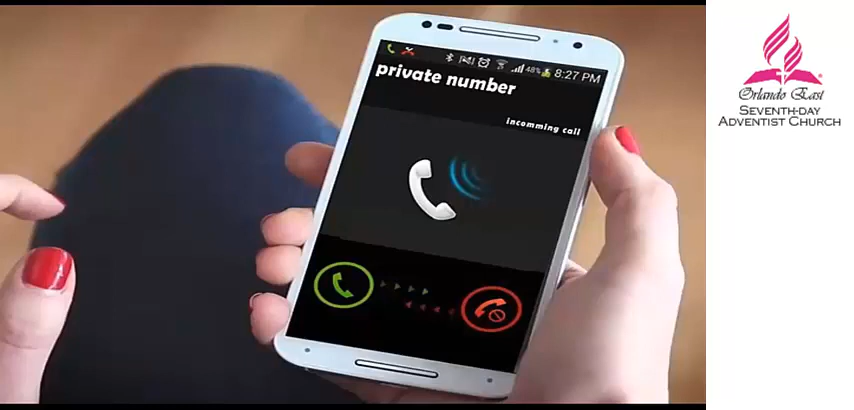 48% 8:27 PM
private number
incomming call
Orlando East
SEVENTH-DAY
ADVENTIST CHURCH